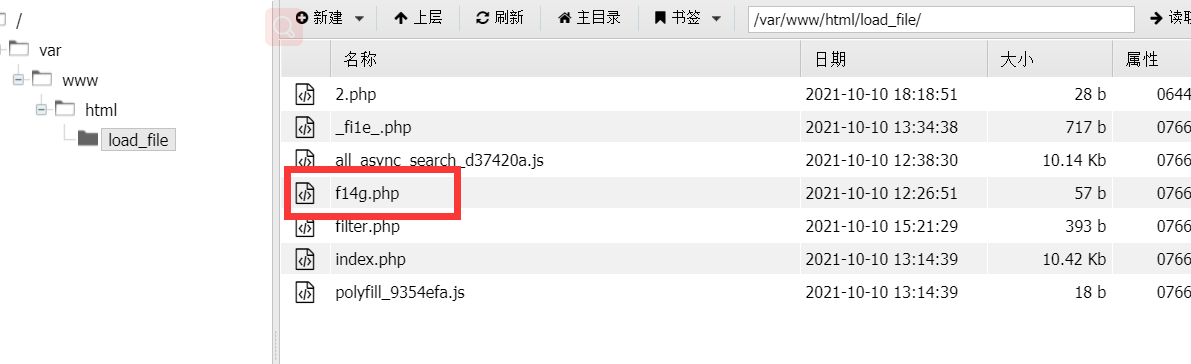 /
var
www
html
load_file
新建 上层 刷新 主目录 书签 /var/www/html/load_file/
名称 日期 大小 属性
2.php 2021-10-10 18:18:51 28 b 0644
_fi1e_.php 2021-10-10 13:34:38 717 b 0766
all_async_search_d37420a.js 2021-10-10 12:38:30 10.14 Kb 0766
f14g.php 2021-10-10 12:26:51 57 b 0766
filter.php 2021-10-10 15:21:29 393 b 0766
index.php 2021-10-10 13:14:39 10.42 Kb 0766
polyfill_9354efa.js 2021-10-10 13:14:39 18 b 0766